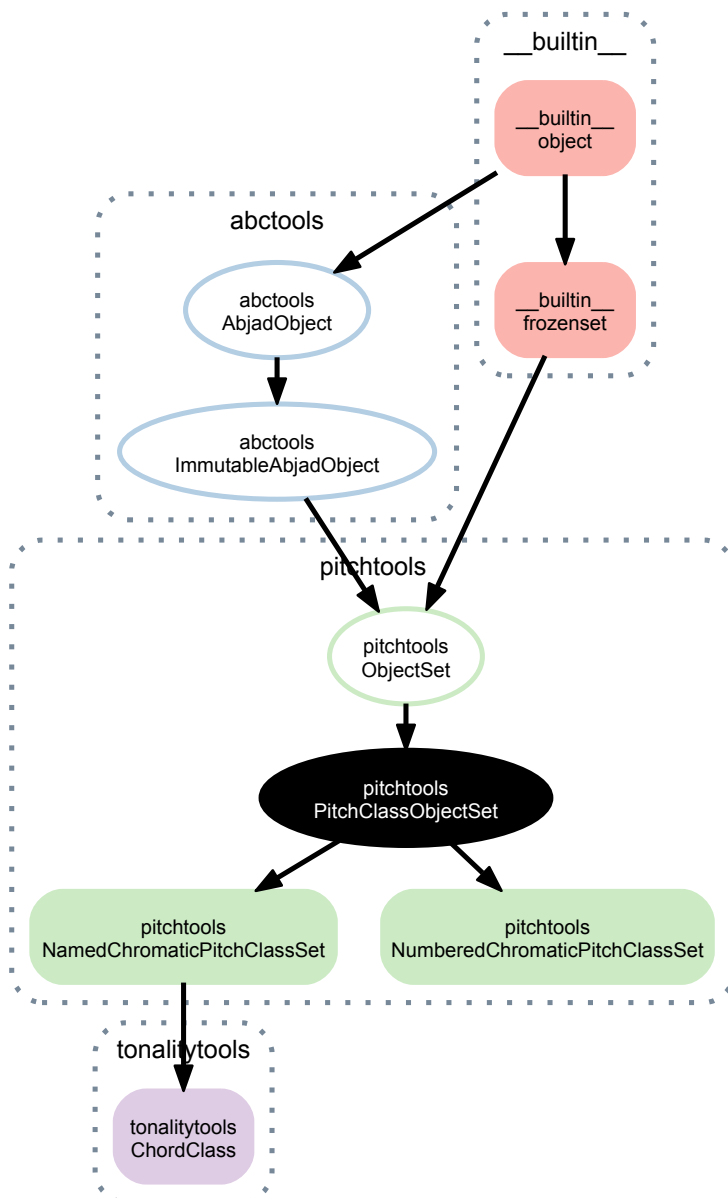 __builtin__
__builtin__
object
abctools
abctools
AbjadObject
__builtin__
frozenset
abctools
ImmutableAbjadObject
pitchtools
pitchtools
ObjectSet
pitchtools
PitchClassObjectSet
pitchtools
NamedChromaticPitchClassSet
pitchtools
NumberedChromaticPitchClassSet
tonalitytools
tonalitytools
ChordClass